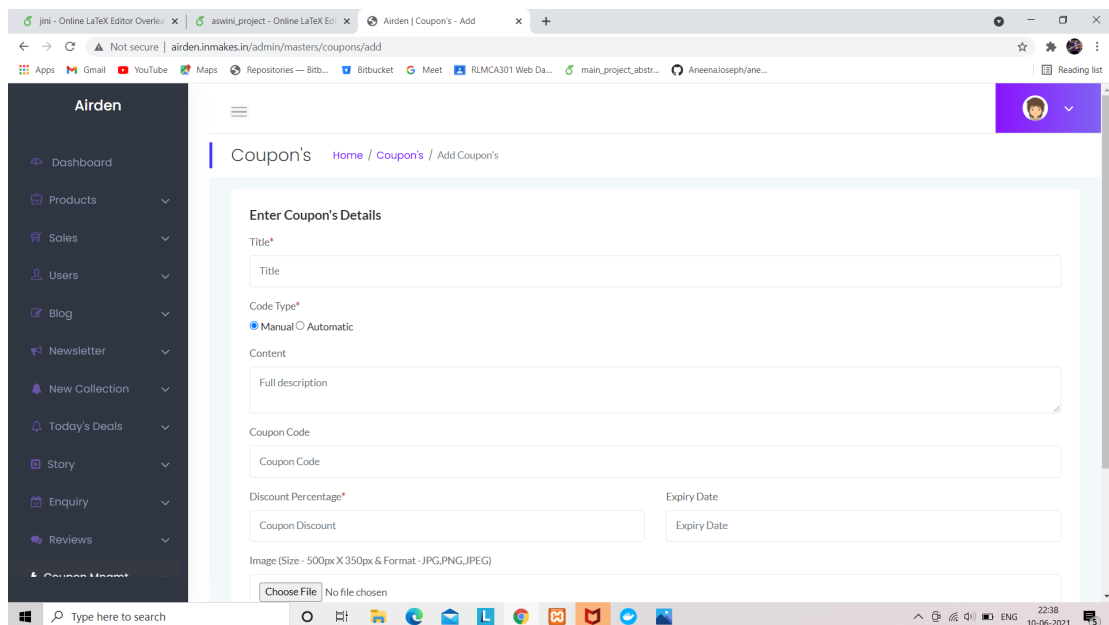 jini - Online LaTeX Editor Overlea
aswini_project - Online LaTeX Edi
Airden | Coupon's - Add
Not secure | airden.inmakes.in/admin/masters/coupons/add
Apps Gmail YouTube Maps Repositories — Bitb... Bitbucket Meet RLMCA301 Web Da... main_project_abstr... AneenaJoseph/ane... Reading list
Airden
Dashboard
Products
Sales
Users
Blog
Newsletter
New Collection
Today's Deals
Story
Enquiry
Reviews
Coupon Mnamt
Coupon's Home / Coupon's / Add Coupon's
Enter Coupon's Details
Title*
Title
Code Type*
Manual Automatic
Content
Full description
Coupon Code
Coupon Code
Discount Percentage* Expiry Date
Coupon Discount Expiry Date
Image (Size - 500px X 350px & Format -JPG,PNG,JPEG)
Choose File No file chosen
Type here to search
ENG
22:38
10-06-2021
5